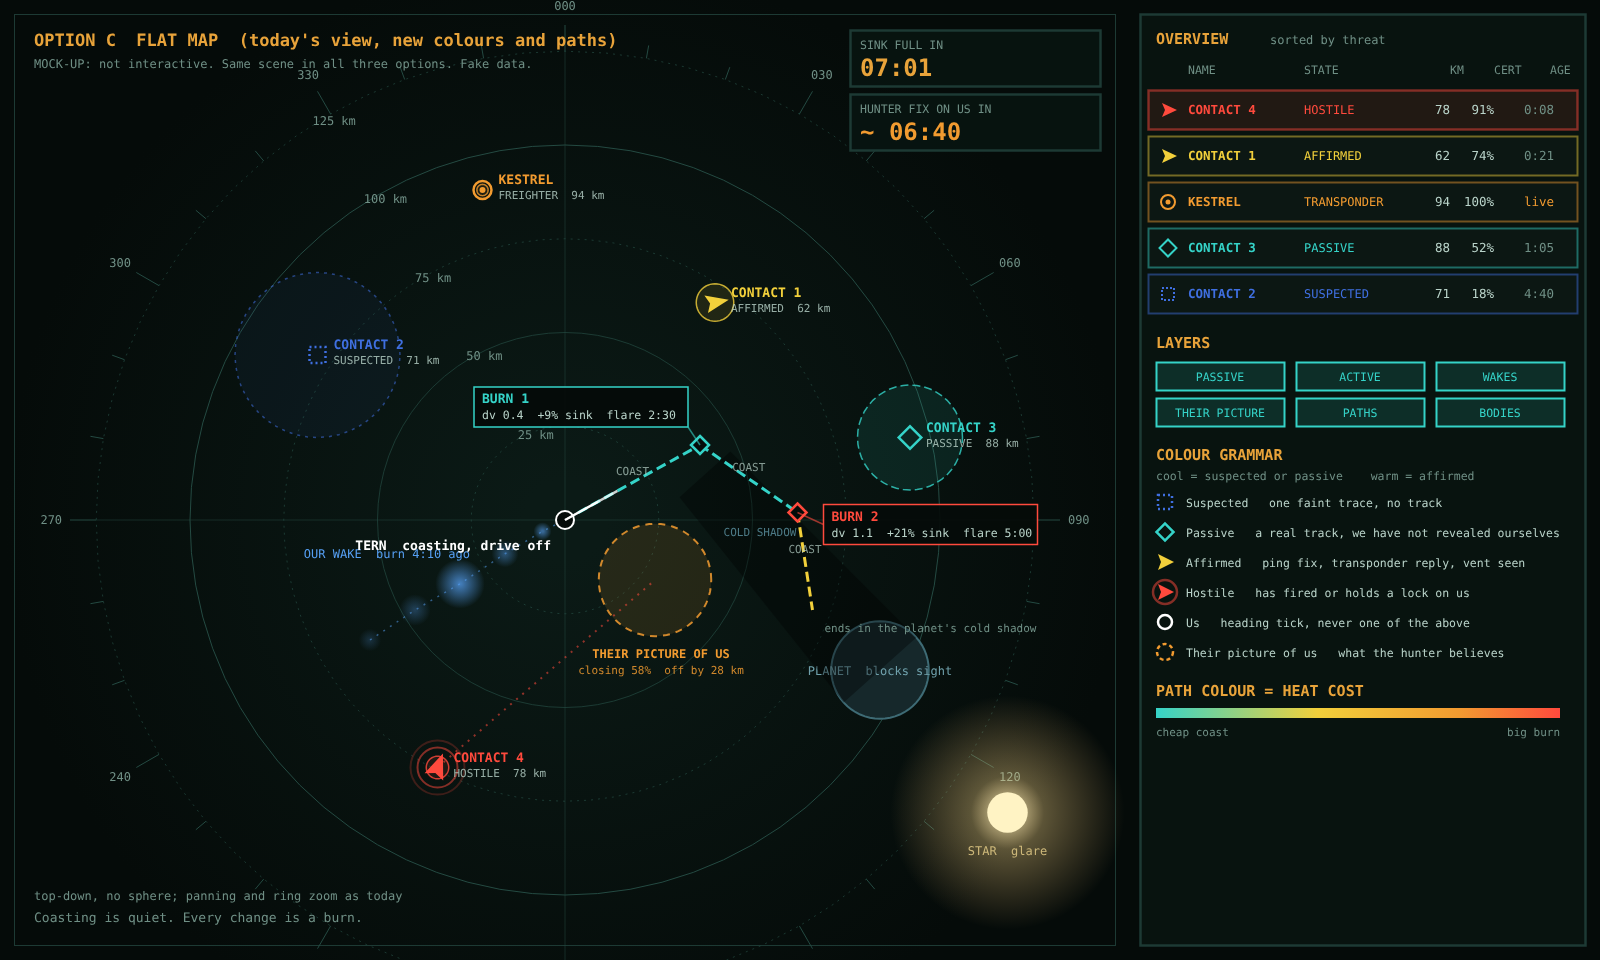 000
OPTION C  FLAT MAP  (today's view, new colours and paths)
MOCK-UP: not interactive. Same scene in all three options. Fake data.
330
030
125 km
SINK FULL IN
07:01
HUNTER FIX ON US IN
~ 06:40
KESTREL
FREIGHTER  94 km
100 km
300
060
75 km
CONTACT 1
AFFIRMED  62 km
CONTACT 2
SUSPECTED  71 km
50 km
BURN 1
dv 0.4  +9% sink  flare 2:30
25 km
CONTACT 3
PASSIVE  88 km
COAST
COAST
270
090
BURN 2
dv 1.1  +21% sink  flare 5:00
COLD SHADOW
COAST
TERN  coasting, drive off
OUR WAKE  burn 4:10 ago
ends in the planet's cold shadow
THEIR PICTURE OF US
closing 58%  off by 28 km
PLANET  blocks sight
CONTACT 4
HOSTILE  78 km
240
120
STAR  glare
top-down, no sphere; panning and ring zoom as today
Coasting is quiet. Every change is a burn.
OVERVIEW  sorted by threat
NAME  STATE  KM  CERT  AGE
CONTACT 4  HOSTILE  78  91%  0:08
CONTACT 1  AFFIRMED  62  74%  0:21
KESTREL  TRANSPONDER  94  100%  live
CONTACT 3  PASSIVE  88  52%  1:05
CONTACT 2  SUSPECTED  71  18%  4:40
LAYERS
PASSIVE  ACTIVE  WAKES
THEIR PICTURE  PATHS  BODIES
COLOUR GRAMMAR
cool = suspected or passive  warm = affirmed
Suspected  one faint trace, no track
Passive  a real track, we have not revealed ourselves
Affirmed  ping fix, transponder reply, vent seen
Hostile  has fired or holds a lock on us
Us  heading tick, never one of the above
Their picture of us  what the hunter believes
PATH COLOUR = HEAT COST
cheap coast  big burn